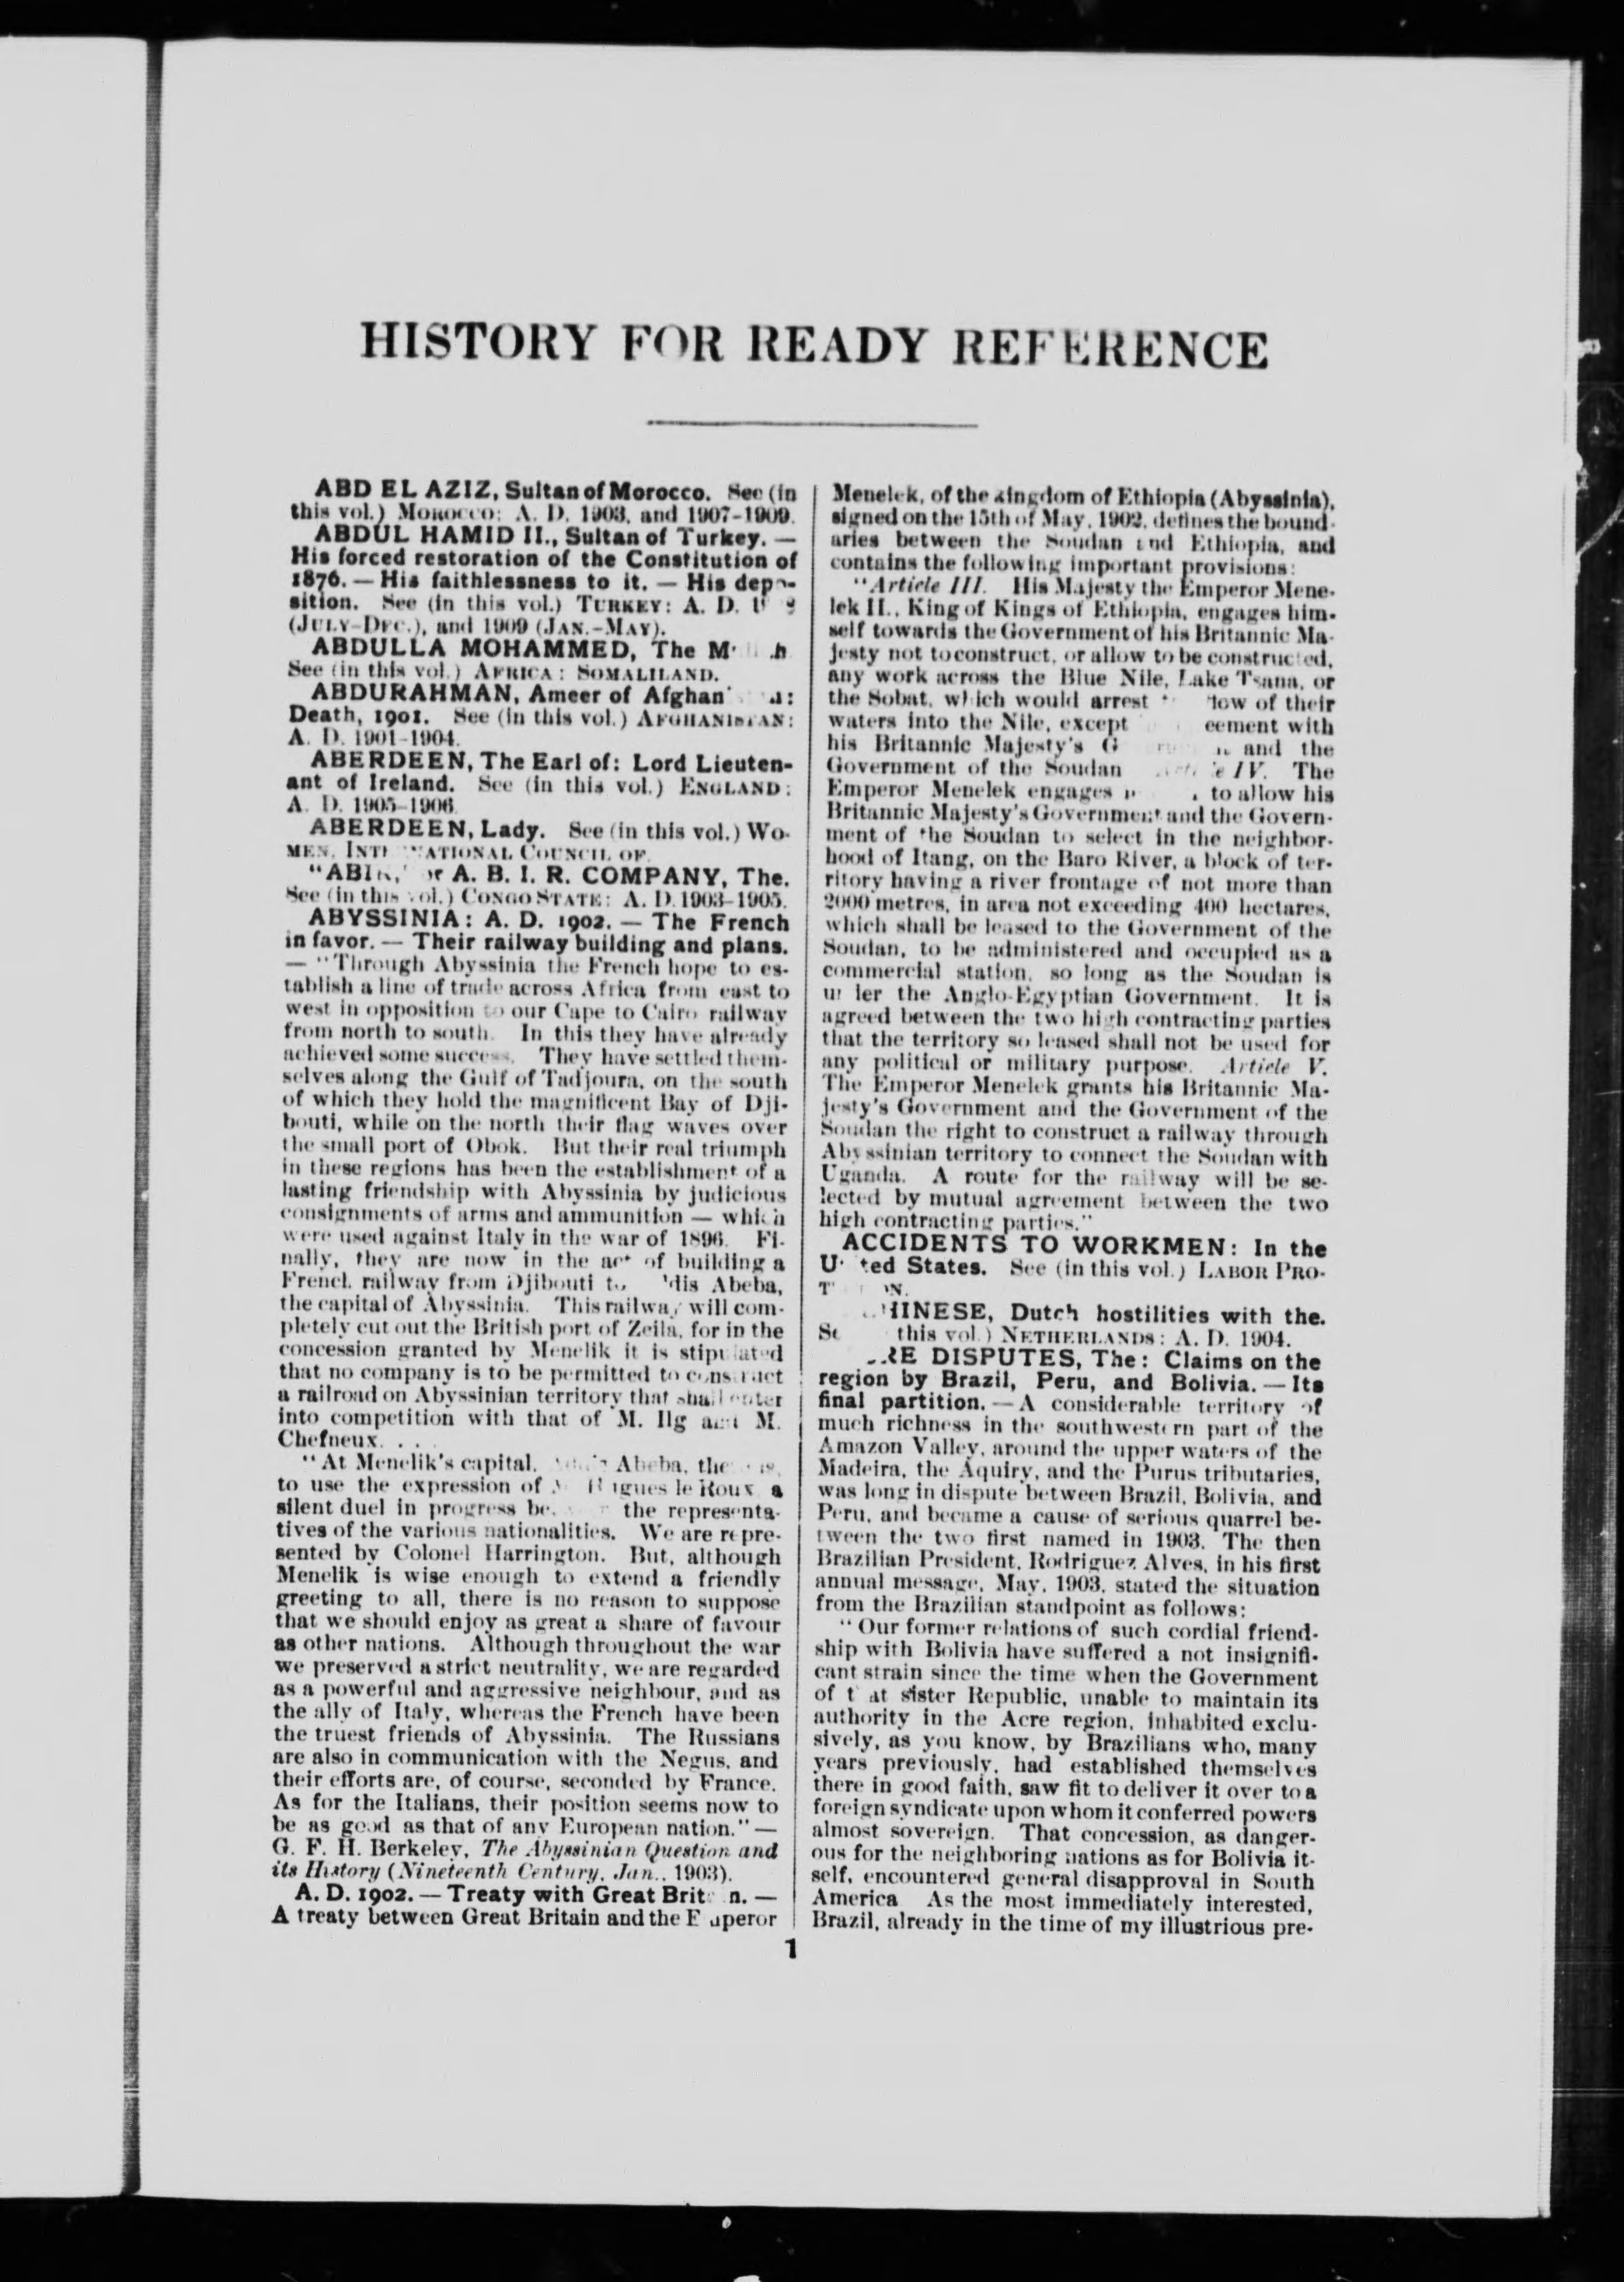 HISTORY FOR READY REFERENCE
ABD EL AZIZ, Sultan of Morocco. See (in
this vol.) MOROCCO: A. D. 1903, and 1907-1909.
ABDUL HAMID II., Sultan of Turkey. —
His forced restoration of the Constitution of
1876. — His faithlessness to it. — His depo-
sition. See (in this vol.) TURKEY: A. D.
(JULY-DEC.), and 1909 (JAN.-MAY).
ABDULLA MOHAMMED, The
See (in this vol.) AFRICA: SOMALILAND.
ABDURAHMAN, Ameer of
Death, 1901. See (in this vol.) AFGHANISTAN:
A. D. 1901-1904.
ABERDEEN, The Earl of: Lord Lieuten-
ant of Ireland. See (in this vol.) ENGLAND:
A. D. 1905-1906.
ABERDEEN, Lady. See (in this vol.) WO-
MEN, INTERNATIONAL COUNCIL OF.
"ABIR," or A. B. I. R. COMPANY, The.
See (in this vol.) CONGO STATE: A. D. 1903-1905.
ABYSSINIA: A. D. 1902. — The French
in favor. — Their railway building and plans.
— "Through Abyssinia the French hope to es-
tablish a line of trade across Africa from east to
west in opposition to our Cape to Cairo railway
from north to south. In this they have already
achieved some success. They have settled them-
selves along the Gulf of Tadjoura, on the south
of which they hold the magnificent Bay of Dji-
bouti, while on the north their flag waves over
the small port of Obok. But their real triumph
in these regions has been the establishment of a
lasting friendship with Abyssinia by judicious
consignments of arms and ammunition — which
were used against Italy in the war of 1896. Fi-
nally, they are now in the act of building a
French railway from Djibouti to Abeba,
the capital of Abyssinia. This railway will com-
pletely cut out the British port of Zeila, for in the
concession granted by Menelik it is stipulated
that no company is to be permitted to construct
a railroad on Abyssinian territory that shall enter
into competition with that of M. Ilg and M.
Chefneux. . . .
"At Menelik's capital, Abeba, the
to use the expression of le Roux a
silent duel in progress the representa-
tives of the various nationalities. We are repre-
sented by Colonel Harrington. But, although
Menelik is wise enough to extend a friendly
greeting to all, there is no reason to suppose
that we should enjoy as great a share of favour
as other nations. Although throughout the war
we preserved a strict neutrality, we are regarded
as a powerful and aggressive neighbour, and as
the ally of Italy, whereas the French have been
the truest friends of Abyssinia. The Russians
are also in communication with the Negus, and
their efforts are, of course, seconded by France.
As for the Italians, their position seems now to
be as good as that of any European nation." —
G. F. H. Berkeley, The Abyssinian Question and
its History (Nineteenth Century, Jan., 1903).
A. D. 1902. — Treaty with Great Britain. —
A treaty between Great Britain and the Emperor
Menelek, of the kingdom of Ethiopia (Abyssinia),
signed on the 15th of May, 1902, defines the bound-
aries between the Soudan and Ethiopia, and
contains the following important provisions:
"Article III. His Majesty the Emperor Mene-
lek II., King of Kings of Ethiopia, engages him-
self towards the Government of his Britannic Ma-
jesty not to construct, or allow to be constructed,
any work across the Blue Nile, Lake Tsana, or
the Sobat, which would arrest flow of their
waters into the Nile, except with
his Britannic Majesty's and the
Government of the Soudan IV. The
Emperor Menelek engages to allow his
Britannic Majesty's Government and the Govern-
ment of the Soudan to select in the neighbor-
hood of Itang, on the Baro River, a block of ter-
ritory having a river frontage of not more than
2000 metres, in area not exceeding 400 hectares,
which shall be leased to the Government of the
Soudan, to be administered and occupied as a
commercial station, so long as the Soudan is
under the Anglo-Egyptian Government. It is
agreed between the two high contracting parties
that the territory so leased shall not be used for
any political or military purpose. Article V.
The Emperor Menelek grants his Britannic Ma-
jesty's Government and the Government of the
Soudan the right to construct a railway through
Abyssinian territory to connect the Soudan with
Uganda. A route for the railway will be se-
lected by mutual agreement between the two
high contracting parties."
ACCIDENTS TO WORKMEN: In the
United States. See (in this vol.) LABOR PRO-
ACHINESE, Dutch hostilities with the.
this vol.) NETHERLANDS: A. D. 1904.
ACRE DISPUTES, The: Claims on the
region by Brazil, Peru, and Bolivia. — Its
final partition. — A considerable territory of
much richness in the southwestern part of the
Amazon Valley, around the upper waters of the
Madeira, the Aquiry, and the Purus tributaries,
was long in dispute between Brazil, Bolivia, and
Peru, and became a cause of serious quarrel be-
tween the two first named in 1903. The then
Brazilian President, Rodriguez Alves, in his first
annual message, May, 1903, stated the situation
from the Brazilian standpoint as follows:
"Our former relations of such cordial friend-
ship with Bolivia have suffered a not insignifi-
cant strain since the time when the Government
of that sister Republic, unable to maintain its
authority in the Acre region, inhabited exclu-
sively, as you know, by Brazilians who, many
years previously, had established themselves
there in good faith, saw fit to deliver it over to a
foreign syndicate upon whom it conferred powers
almost sovereign. That concession, as danger-
ous for the neighboring nations as for Bolivia it-
self, encountered general disapproval in South
America As the most immediately interested,
Brazil, already in the time of my illustrious pre-
1